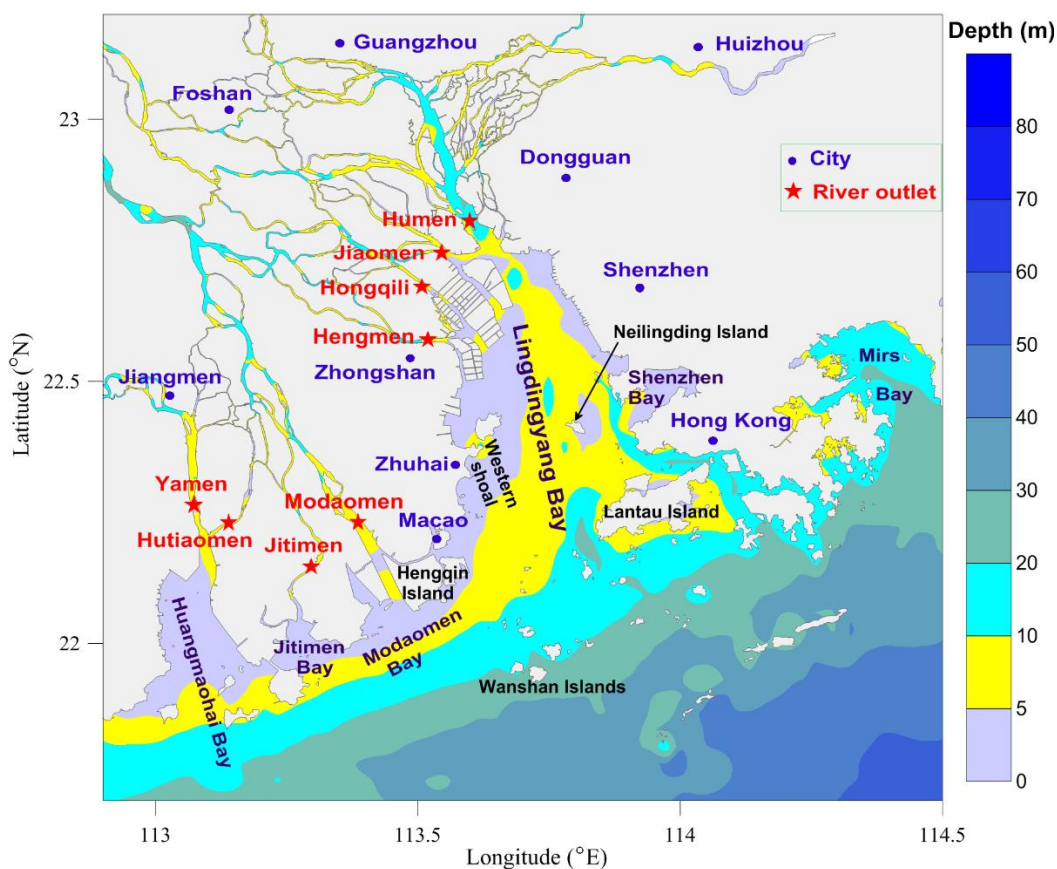 Depth (m)
Guangzhou
Huizhou
Foshan
23
Dongguan
City
River outlet
80
70
60
50
40
30
20
10
5
0
Humen
Jiaomen
Hongqili
Hengmen
Shenzhen
Neilingding Island
Zhongshan
Lingdingyang Bay
Shenzhen
Bay
Mirs
Bay
22.5
Jiangmen
Hong Kong
Zhuhai
Western
shoal
Yamen
Modaomen
Lantau Island
Hutiaomen
Jitimen
Macao
Hengqin
Island
Huangmaohai Bay
Jitimen
Bay
Modaomen
Bay
22
Wanshan Islands
Latitude (°N)
113
113.5
114
114.5
Longitude (°E)